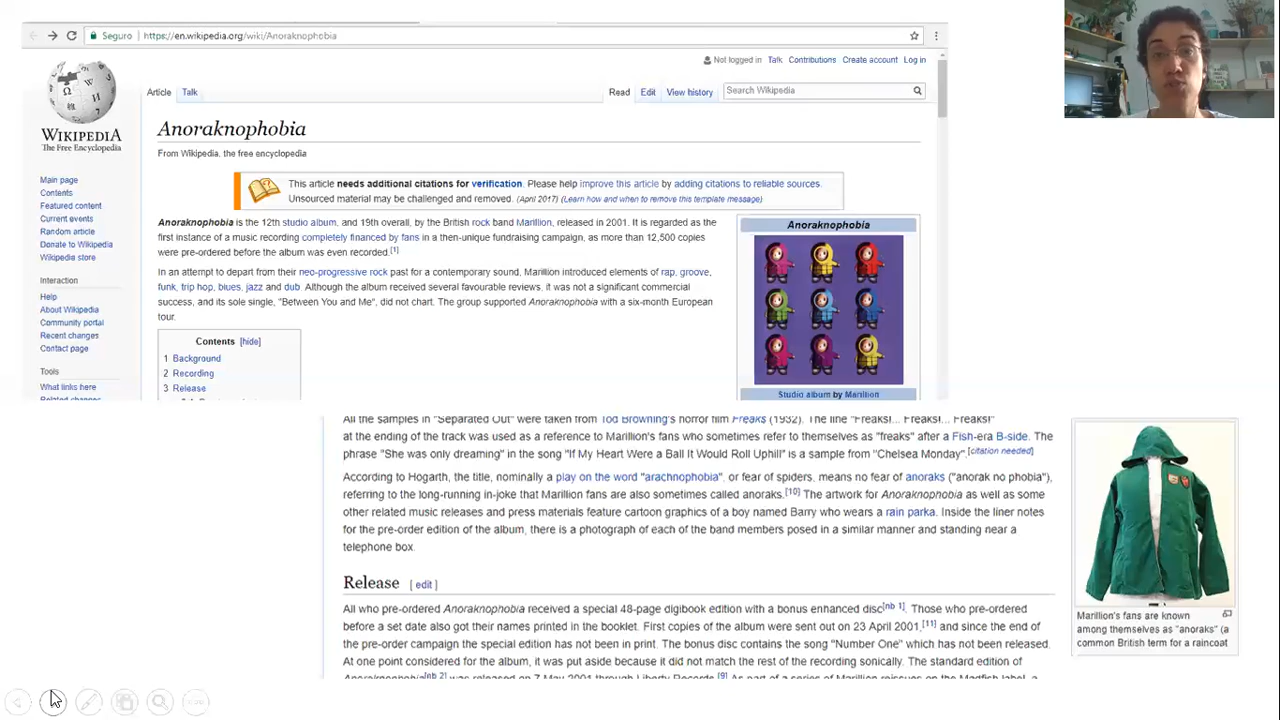 Seguro https://en.wikipedia.org/wiki/Anoraknophobia
Not logged in Talk Contributions Create account Log in
Article Talk Read Edit View history Search Wikipedia
WIKIPEDIA
The Free Encyclopedia
Main page
Contents
Featured content
Current events
Random article
Donate to Wikipedia
Wikipedia store
Interaction
Help
About Wikipedia
Community portal
Recent changes
Contact page
Tools
What links here
Related changes
Anoraknophobia
From Wikipedia, the free encyclopedia
This article needs additional citations for verification. Please help improve this article by adding citations to reliable sources.
Unsourced material may be challenged and removed. (April 2017) (Learn how and when to remove this template message)
Anoraknophobia is the 12th studio album, and 19th overall, by the British rock band Marillion, released in 2001. It is regarded as the
first instance of a music recording completely financed by fans in a then-unique fundraising campaign, as more than 12,500 copies
were pre-ordered before the album was even recorded.[1]
In an attempt to depart from their neo-progressive rock past for a contemporary sound, Marillion introduced elements of rap, groove,
funk, trip hop, blues, jazz and dub. Although the album received several favourable reviews, it was not a significant commercial
success, and its sole single, "Between You and Me", did not chart. The group supported Anoraknophobia with a six-month European
tour.
Contents [hide]
1 Background
2 Recording
3 Release
Anoraknophobia
Studio album by Marillion
All the samples in "Separated Out" were taken from Tod Browning's horror film Freaks (1932). The line "Freaks!... Freaks!... Freaks!"
at the ending of the track was used as a reference to Marillion's fans who sometimes refer to themselves as "freaks" after a Fish-era B-side. The
phrase "She was only dreaming" in the song "If My Heart Were a Ball It Would Roll Uphill" is a sample from "Chelsea Monday".[citation needed]
According to Hogarth, the title, nominally a play on the word "arachnophobia", or fear of spiders, means no fear of anoraks ("anorak no phobia"),
referring to the long-running in-joke that Marillion fans are also sometimes called anoraks.[10] The artwork for Anoraknophobia as well as some
other related music releases and press materials feature cartoon graphics of a boy named Barry who wears a rain parka. Inside the liner notes
for the pre-order edition of the album, there is a photograph of each of the band members posed in a similar manner and standing near a
telephone box.
Release [ edit ]
All who pre-ordered Anoraknophobia received a special 48-page digibook edition with a bonus enhanced disc[nb 1]. Those who pre-ordered
before a set date also got their names printed in the booklet. First copies of the album were sent out on 23 April 2001,[11] and since the end of
the pre-order campaign the special edition has not been in print. The bonus disc contains the song "Number One" which has not been released.
At one point considered for the album, it was put aside because it did not match the rest of the recording sonically. The standard edition of
Anoraknophobia[nb 2] was released on 7 May 2001 through Liberty Records.[9] As part of a series of Marillion reissues on the Madfish label, a
Marillion's fans are known
among themselves as "anoraks" (a
common British term for a raincoat